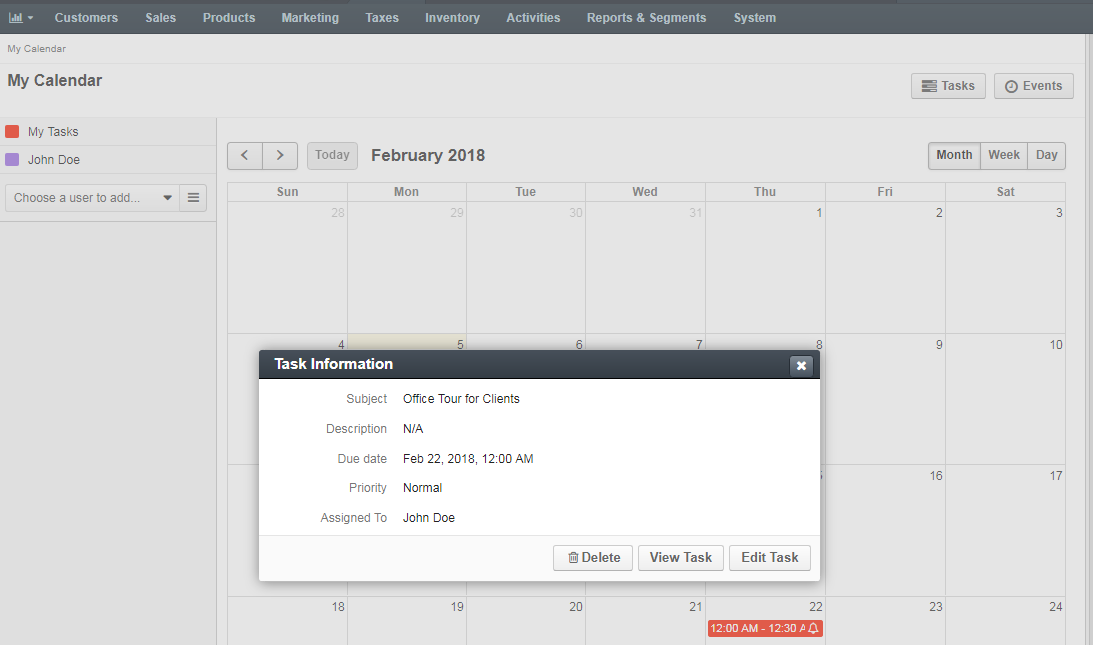 Customers Sales Products Marketing Taxes Inventory Activities Reports & Segments System
My Calendar
My Calendar
Tasks Events
My Tasks
John Doe
Choose a user to add...
Today February 2018 Month Week Day
Sun Mon Tue Wed Thu Fri Sat
28 29 30 31 1 2 3
4 5 6 7 8 9 10
Task Information
Subject Office Tour for Clients
Description N/A
Due date Feb 22, 2018, 12:00 AM
Priority Normal
Assigned To John Doe
16 17
Delete View Task Edit Task
18 19 20 21 22 23 24
12:00 AM - 12:30